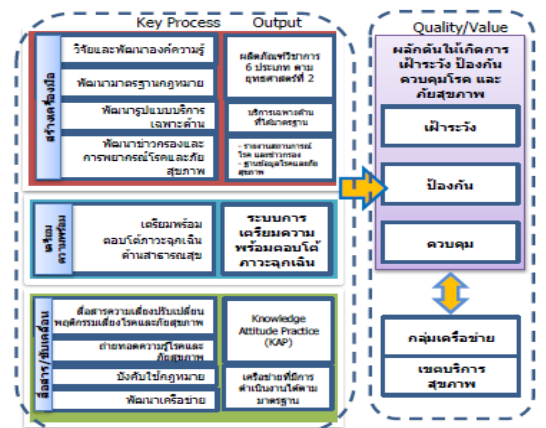 Key Process
Output
Quality/Value
สร้างเครื่องมือ
วิจัยและพัฒนาองค์ความรู้
พัฒนามาตรฐานกฎหมาย
พัฒนารูปแบบบริการ
เฉพาะด้าน
พัฒนาข่าวกรองและ
การพยากรณ์โรคและภัย
สุขภาพ
ผลิตภัณฑ์วิชาการ
6 ประเภท ตาม
ยุทธศาสตร์ที่ 2
บริการเฉพาะด้าน
ที่ได้มาตรฐาน
- รายงานสถานการณ์
โรค และข่าวกรอง
- ฐานข้อมูลโรคและภัย
สุขภาพ
เตรียม
ความพร้อม
เตรียมพร้อม
ตอบโต้ภาวะฉุกเฉิน
ด้านสาธารณสุข
ระบบการ
เตรียมความ
พร้อมตอบโต้
ภาวะฉุกเฉิน
สื่อสาร/ขับเคลื่อน
สื่อสารความเสี่ยงปรับเปลี่ยน
พฤติกรรมเสี่ยงโรคและภัยสุขภาพ
ถ่ายทอดความรู้โรคและ
ภัยสุขภาพ
บังคับใช้กฎหมาย
พัฒนาเครือข่าย
Knowledge
Attitude Practice
(KAP)
เครือข่ายที่มีการ
ดำเนินงานได้ตาม
มาตรฐาน
ผลักดันให้เกิดการ
เฝ้าระวัง ป้องกัน
ควบคุมโรค และ
ภัยสุขภาพ
เฝ้าระวัง
ป้องกัน
ควบคุม
กลุ่มเครือข่าย
เขตบริการ
สุขภาพ